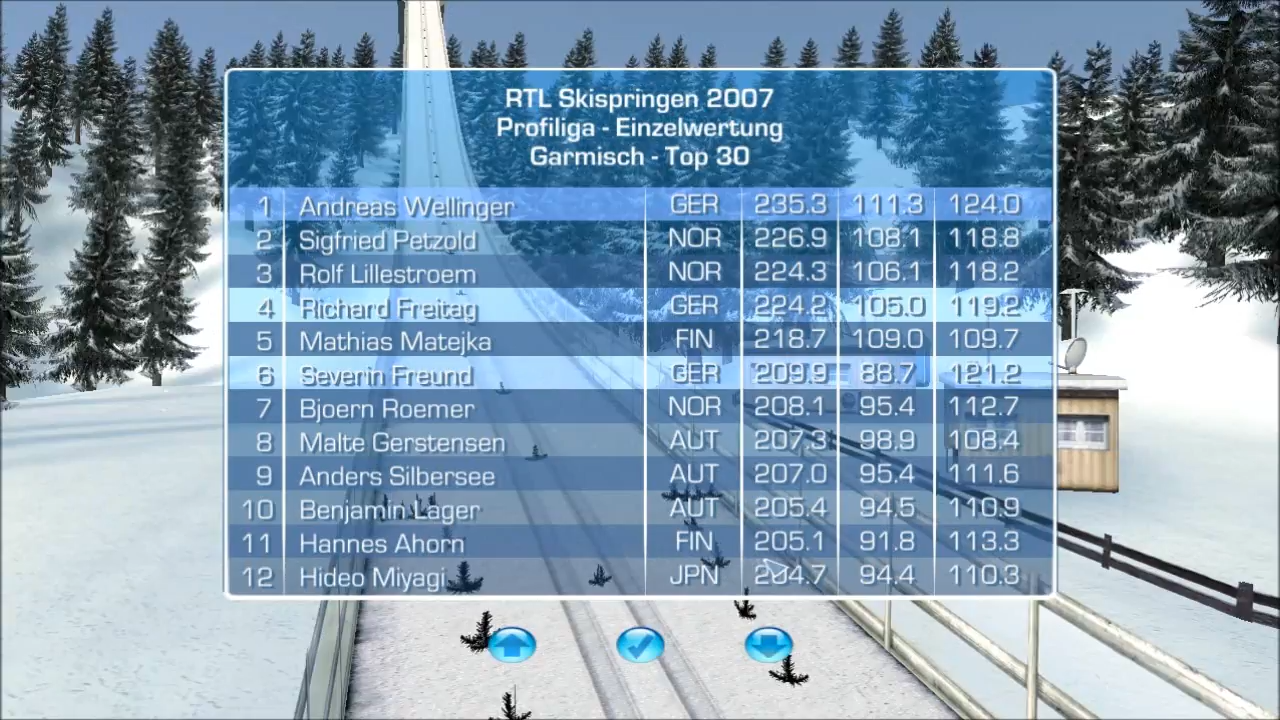 RTL Skispringen 2007
Profiliga - Einzelwertung
Garmisch - Top 30
1 Andreas Wellinger GER 235.3 111.3 124.0
2 Sigfried Petzold NOR 226.9 108.1 118.8
3 Rolf Lillestroem NOR 224.3 106.1 118.2
4 Richard Freitag GER 224.2 105.0 119.2
5 Mathias Matejka FIN 218.7 109.0 109.7
6 Severin Freund GER 209.9 88.7 121.2
7 Bjoern Roemer NOR 208.1 95.4 112.7
8 Malte Gerstensen AUT 207.3 98.9 108.4
9 Anders Silbersee AUT 207.0 95.4 111.6
10 Benjamin Lager AUT 205.4 94.5 110.9
11 Hannes Ahorn FIN 205.1 91.8 113.3
12 Hideo Miyagi JPN 204.7 94.4 110.3